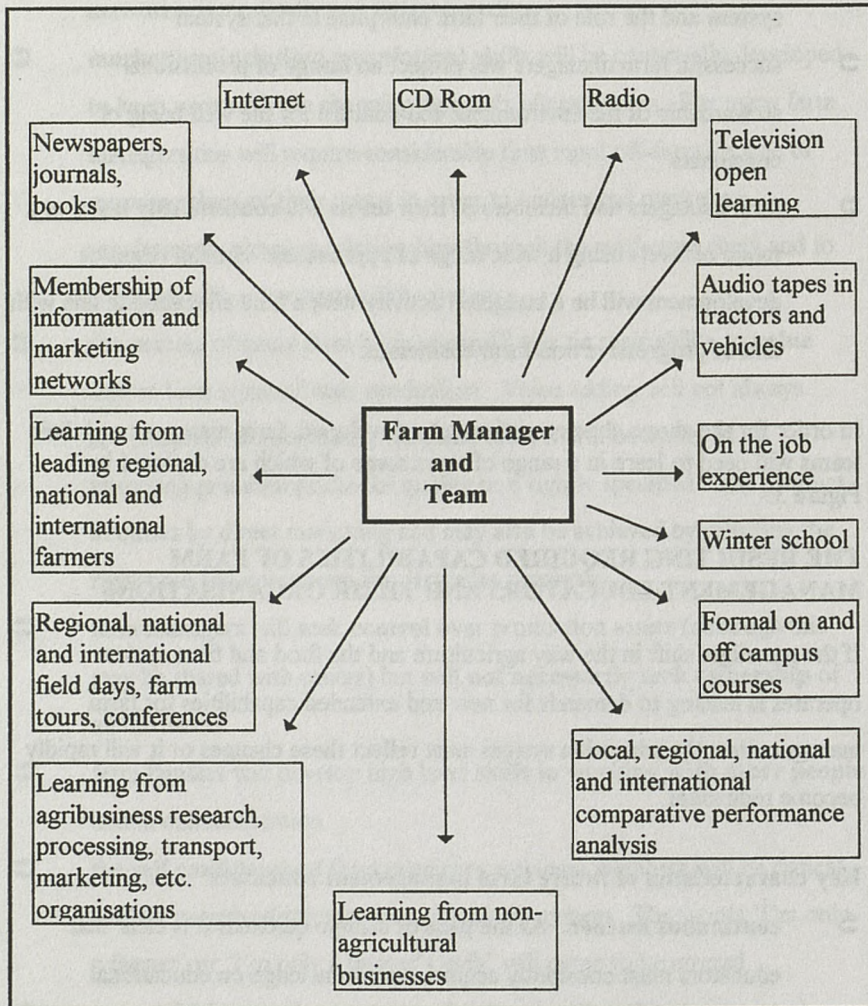 Internet
CD Rom
Radio
Newspapers,
journals,
books
Television
open
learning
Membership of
information and
marketing
networks
Audio tapes in
tractors and
vehicles
Farm Manager
and
Team
Learning from
leading regional,
national and
international
farmers
On the job
experience
Winter school
Regional, national
and international
field days, farm
tours, conferences
Formal on and
off campus
courses
Learning from
agribusiness research,
processing, transport,
marketing, etc.
organisations
Local, regional, national
and international
comparative performance
analysis
Learning from non-
agricultural
businesses